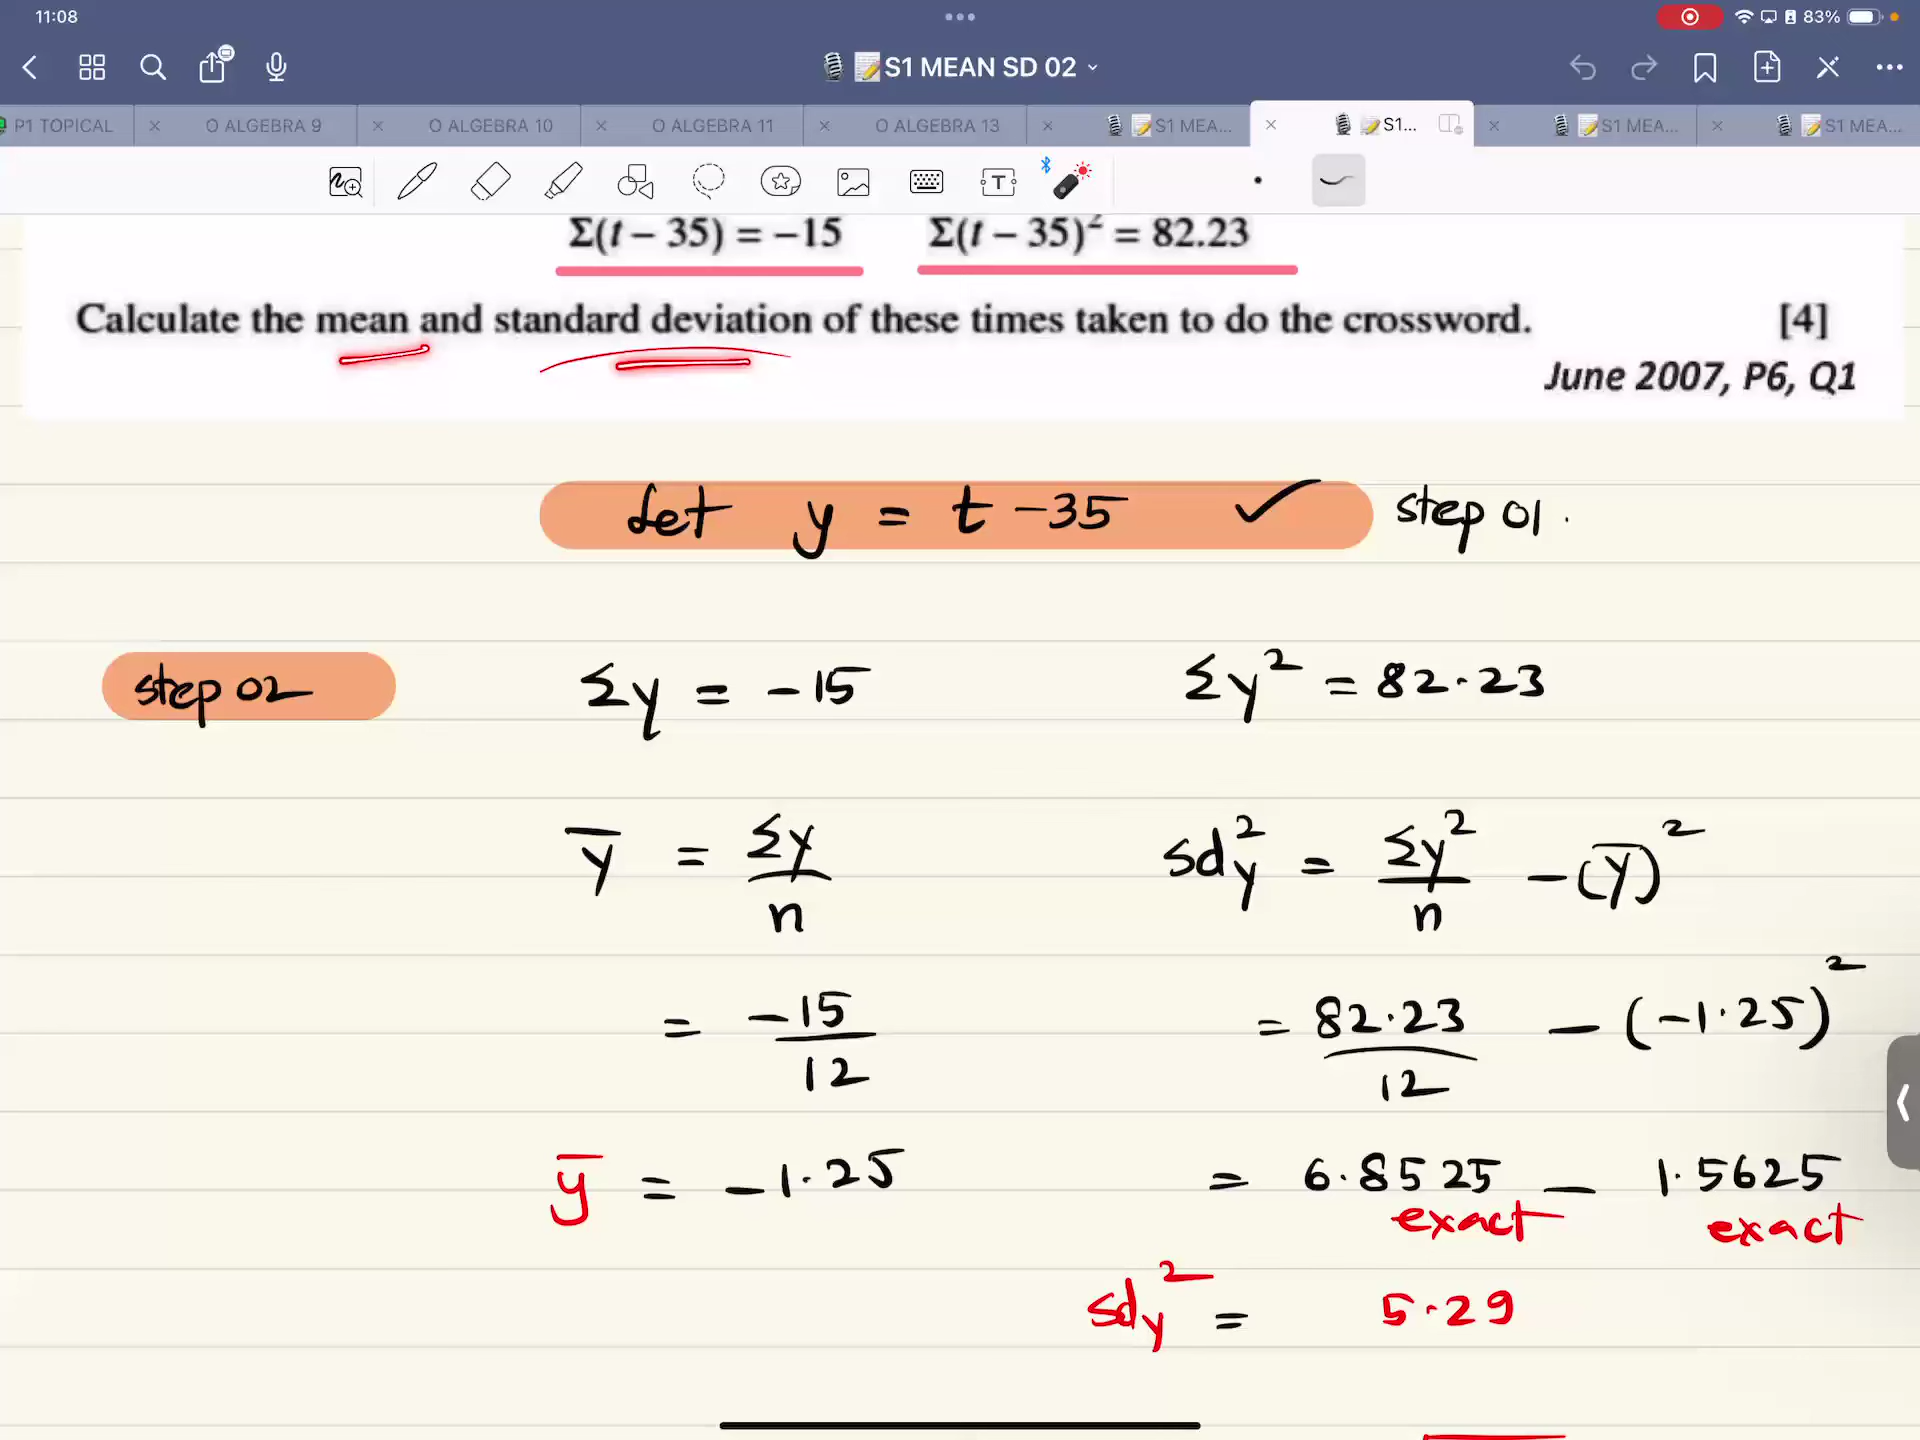 11:08
83%
S1 MEAN SD 02
P1 TOPICAL
O ALGEBRA 9
O ALGEBRA 10
O ALGEBRA 11
O ALGEBRA 13
S1 MEA...
S1...
S1 MEA...
S1 MEA...
Σ(t − 35) = −15 Σ(t − 35)² = 82.23
Calculate the mean and standard deviation of these times taken to do the crossword. [4]
June 2007, P6, Q1
Let y = t − 35 ✓ step 01.
step 02 Σy = −15 Σy² = 82.23
ȳ = Σy/n sd_y² = Σy²/n − (ȳ)²
= −15/12 = 82.23/12 − (−1.25)²
ȳ = −1.25 = 6.8525 − 1.5625
exact exact
sd_y² = 5.29